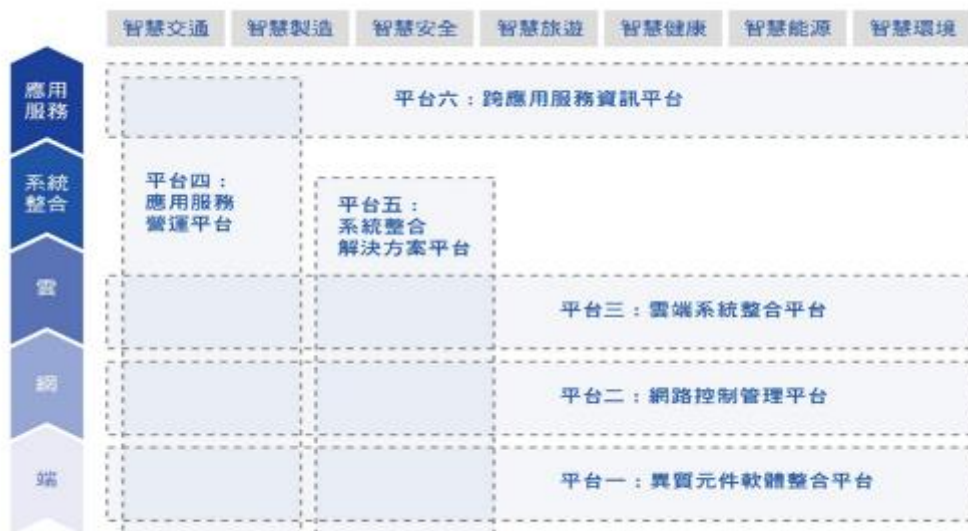 智慧交通 智慧製造 智慧安全 智慧旅遊 智慧健康 智慧能源 智慧環境
應用
服務
平台六：跨應用服務資訊平台
系統
整合
平台四：
應用服務
營運平台
平台五：
系統整合
解決方案平台
雲
平台三：雲端系統整合平台
網
平台二：網路控制管理平台
端
平台一：異質元件軟體整合平台